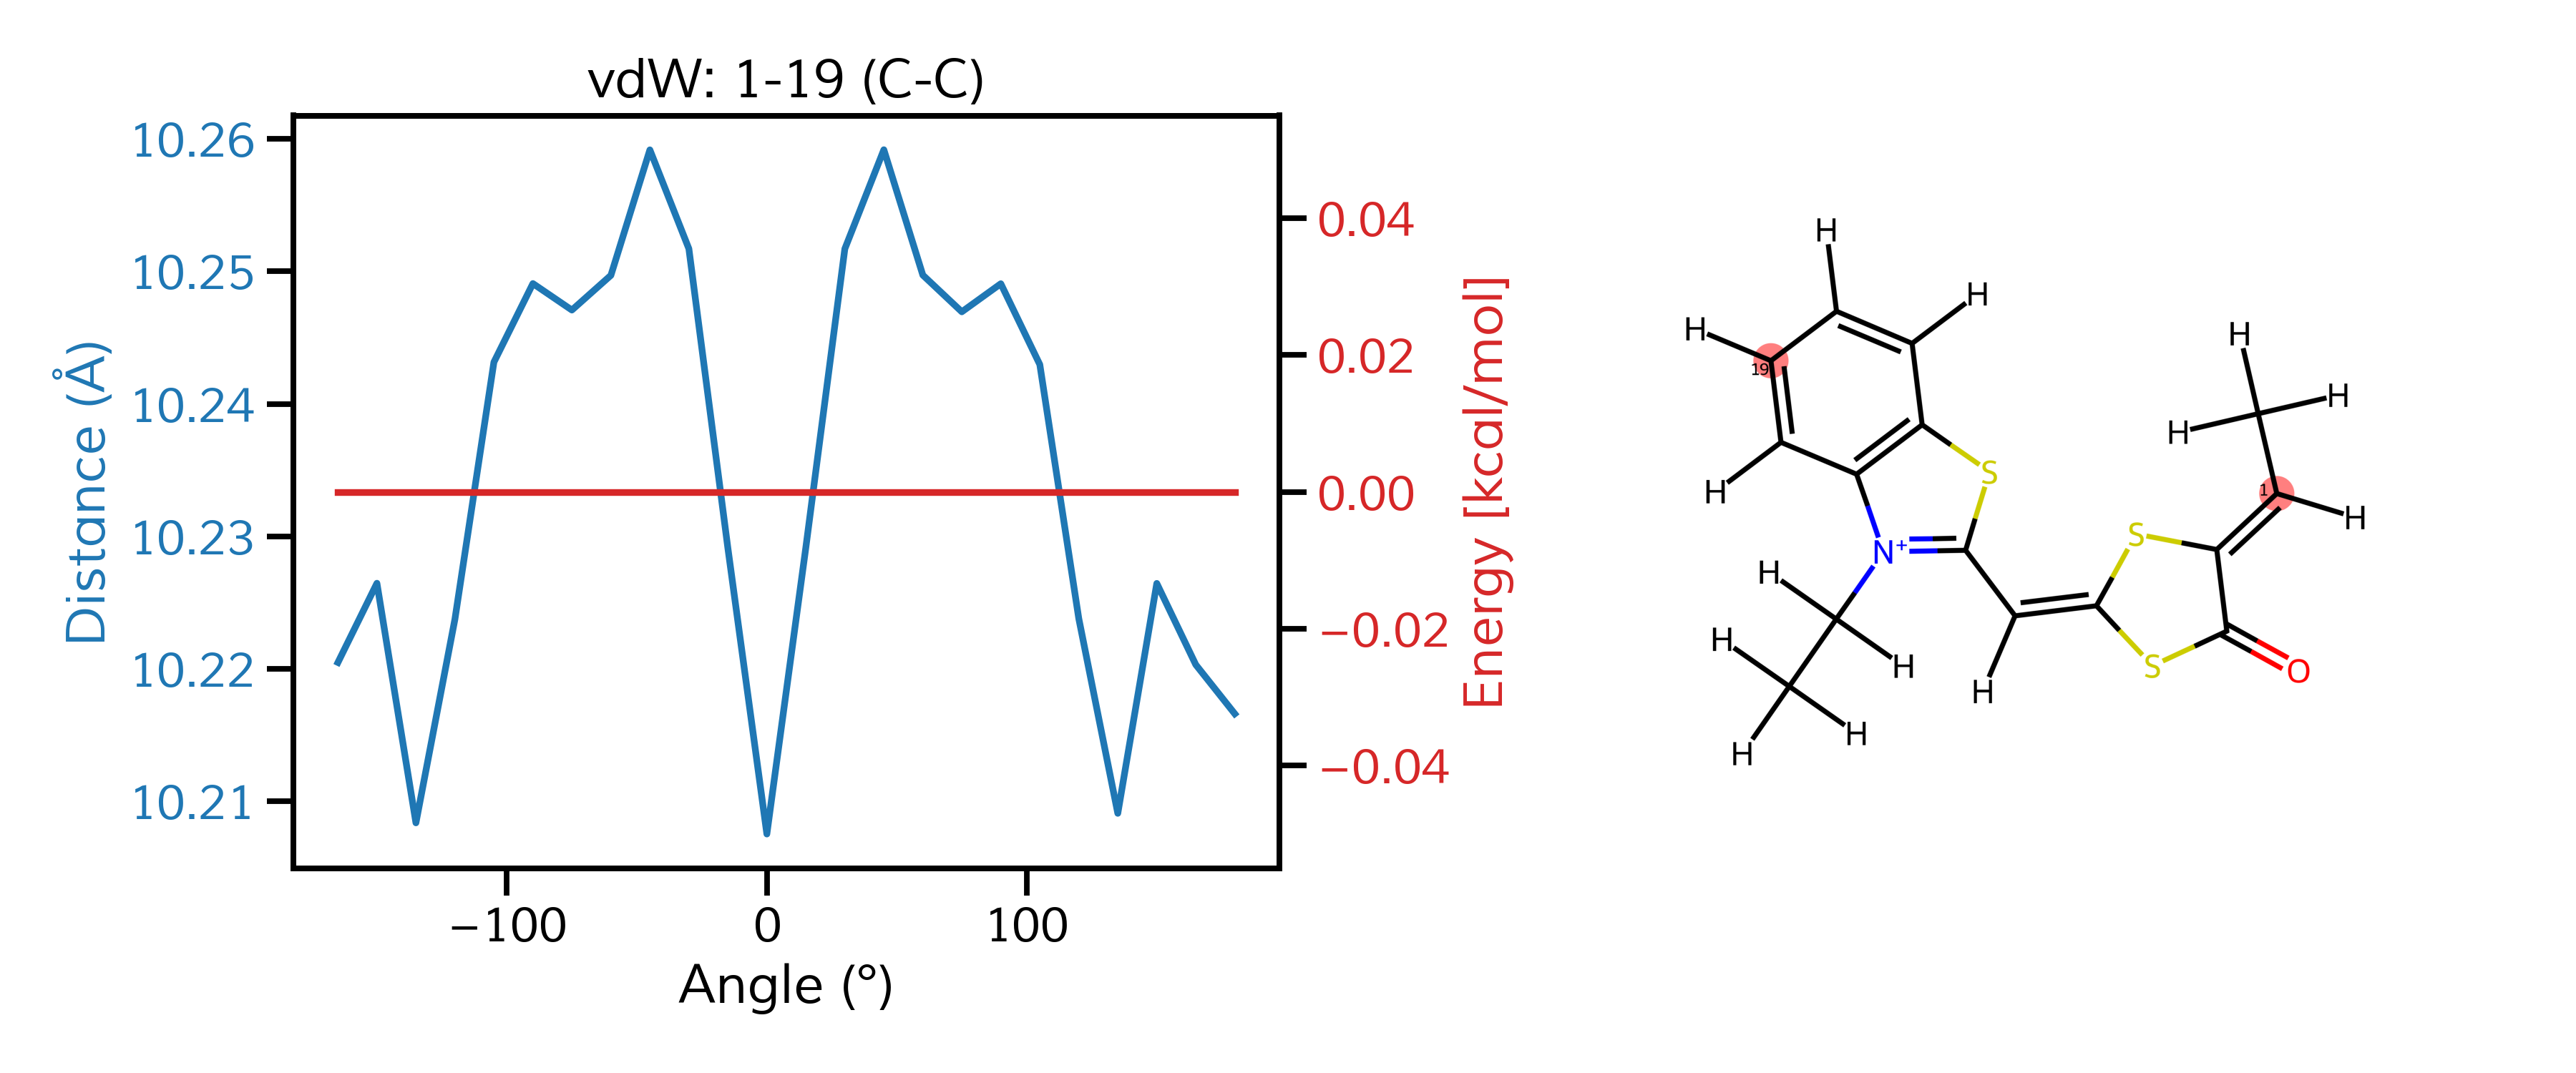 vdW: 1-19 (C-C)
10.26
10.25
10.24
10.23
10.22
10.21
Distance (Å)
0.04
0.02
0.00
−0.02
−0.04
Energy [kcal/mol]
−100 0 100
Angle (°)
H
H
H
H
H
H
19
H
S
1
H
H
S
N+
H
H
H
S
O
H
H
H